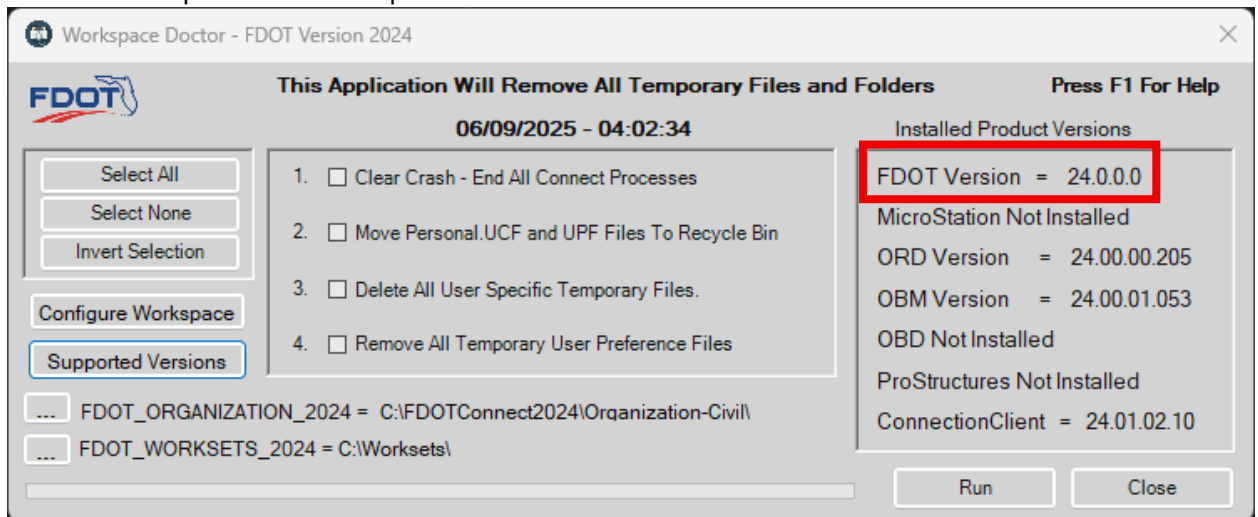 Workspace Doctor - FDOT Version 2024
FDOT
This Application Will Remove All Temporary Files and Folders
Press F1 For Help
06/09/2025 - 04:02:34
Installed Product Versions
Select All
Select None
Invert Selection
Configure Workspace
Supported Versions
1. Clear Crash - End All Connect Processes
2. Move Personal.UCF and UPF Files To Recycle Bin
3. Delete All User Specific Temporary Files.
4. Remove All Temporary User Preference Files
FDOT Version = 24.0.0.0
MicroStation Not Installed
ORD Version = 24.00.00.205
OBM Version = 24.00.01.053
OBD Not Installed
ProStructures Not Installed
ConnectionClient = 24.01.02.10
... FDOT_ORGANIZATION_2024 = C:\FDOTConnect2024\Organization-Civil\
... FDOT_WORKSETS_2024 = C:\Worksets\
Run
Close